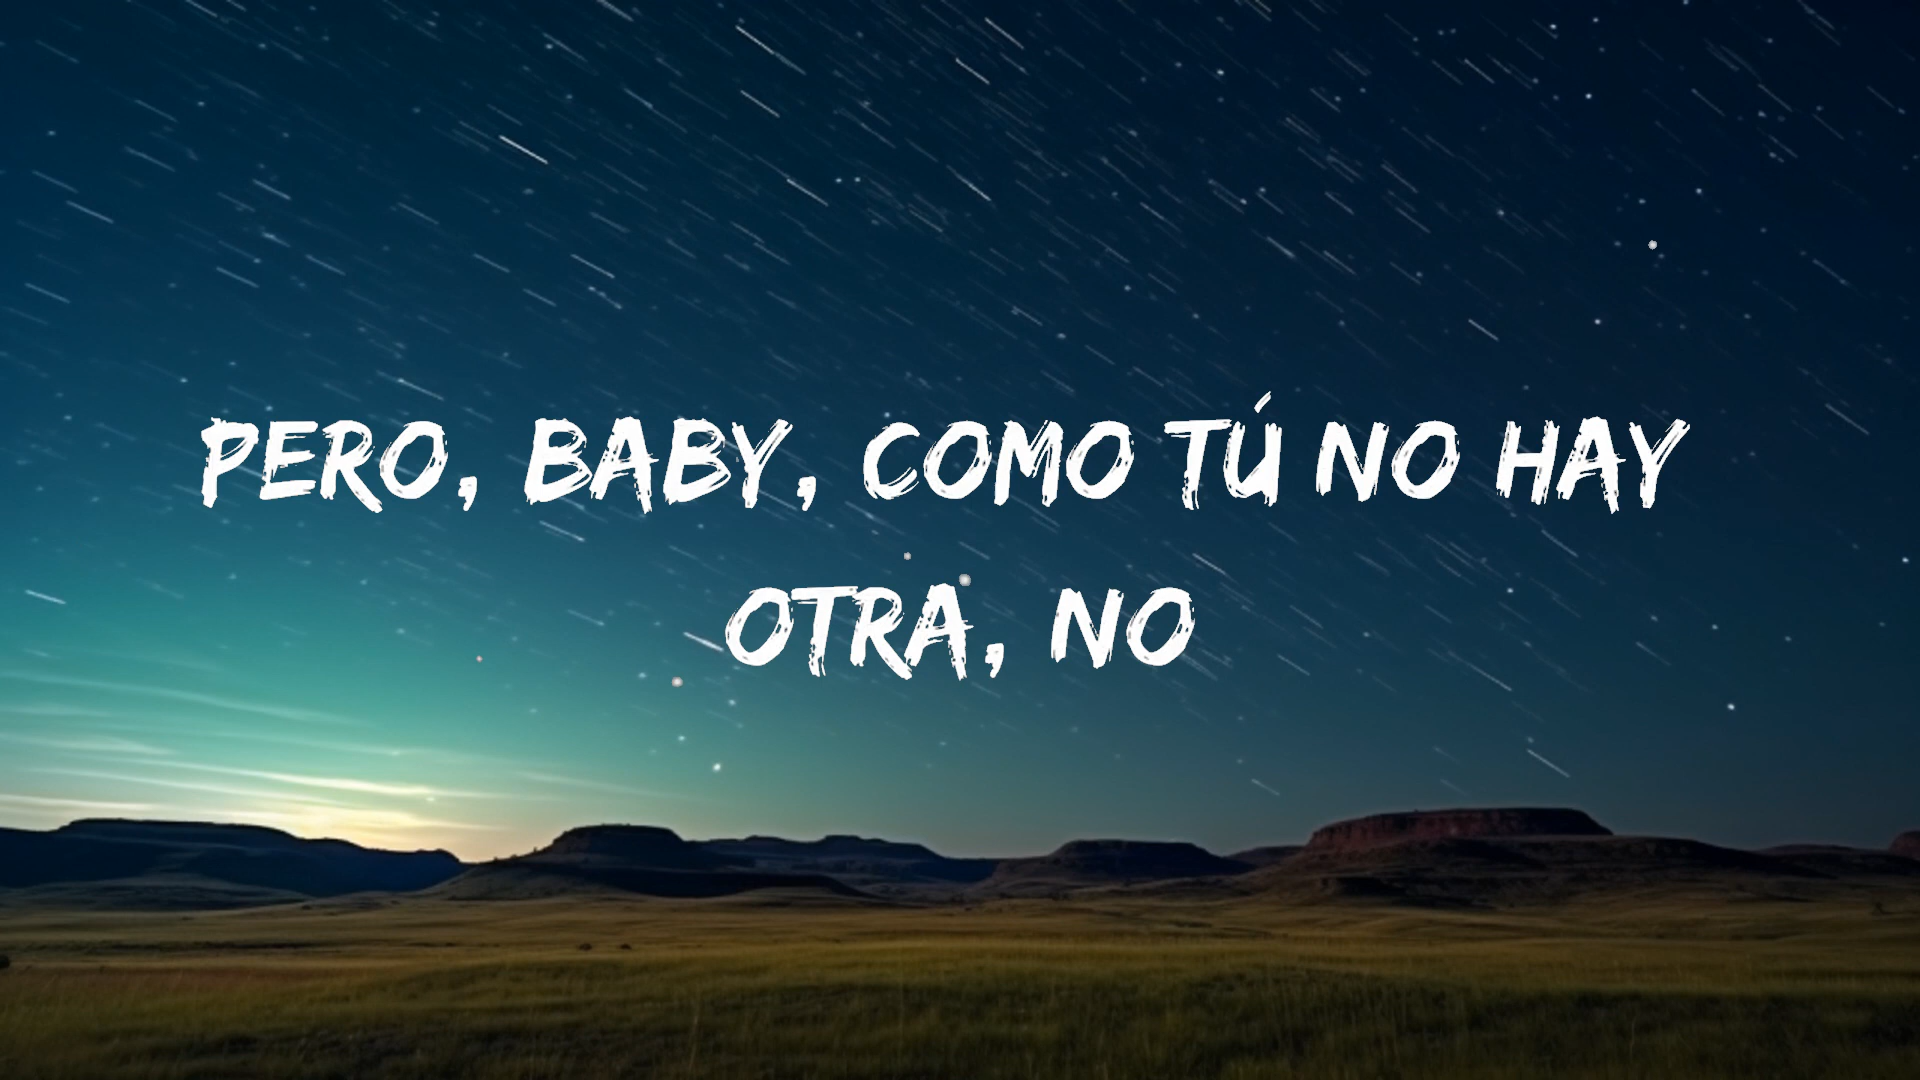 PERO, BABY, COMO TÚ NO HAY
OTRA, NO